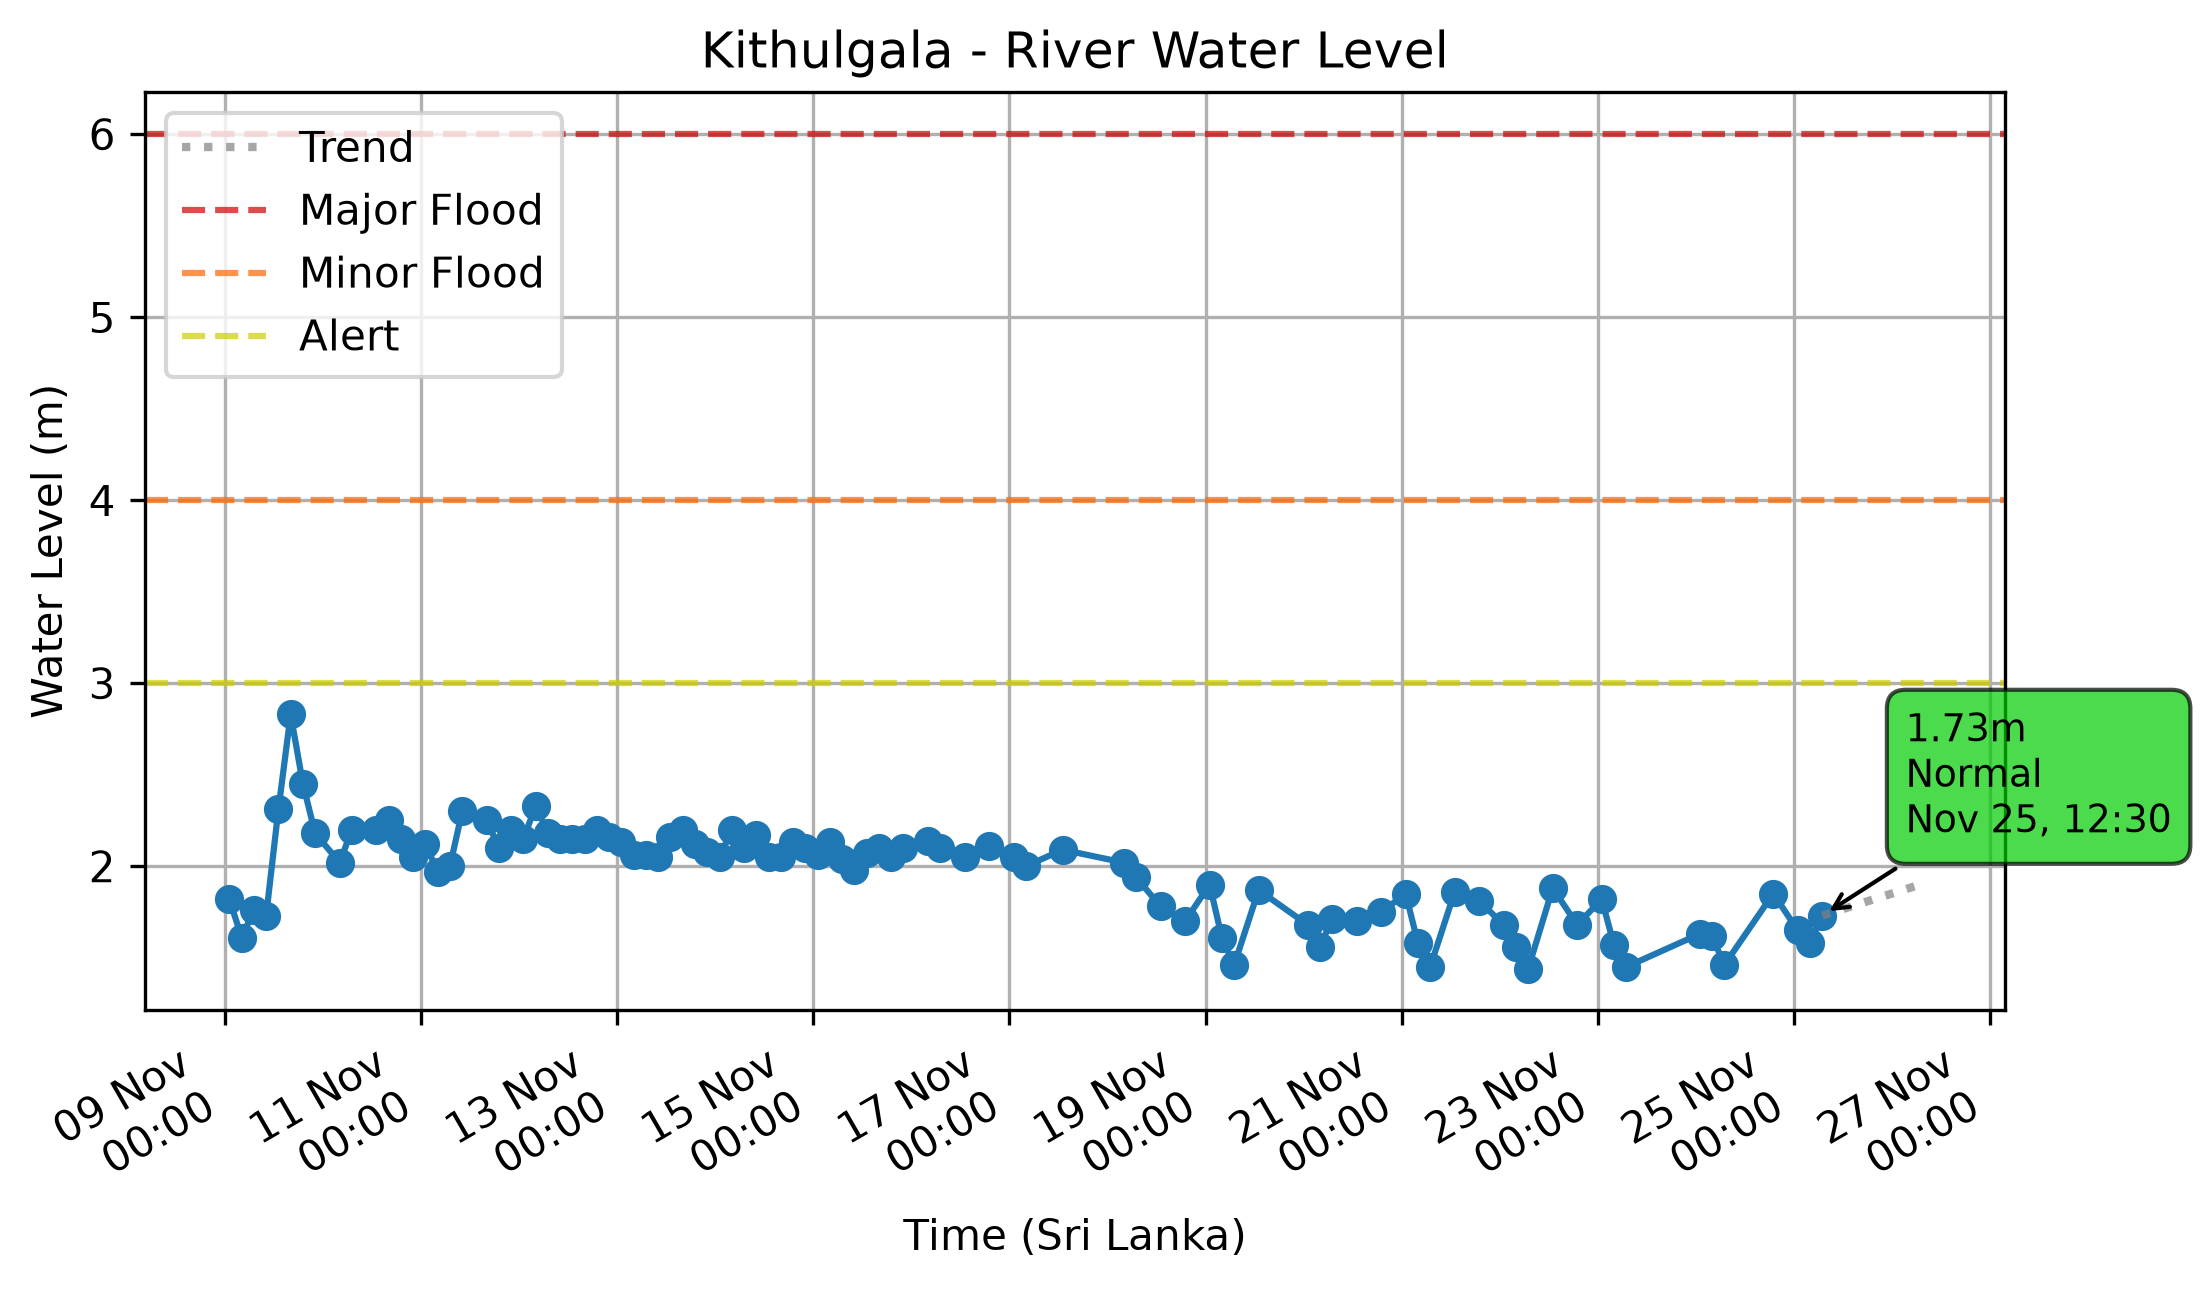 Kithulgala - River Water Level
Water Level (m)
6
5
4
3
2
Trend
Major Flood
Minor Flood
Alert
1.73m
Normal
Nov 25, 12:30
09 Nov
00:00
11 Nov
00:00
13 Nov
00:00
15 Nov
00:00
17 Nov
00:00
19 Nov
00:00
21 Nov
00:00
23 Nov
00:00
25 Nov
00:00
27 Nov
00:00
Time (Sri Lanka)